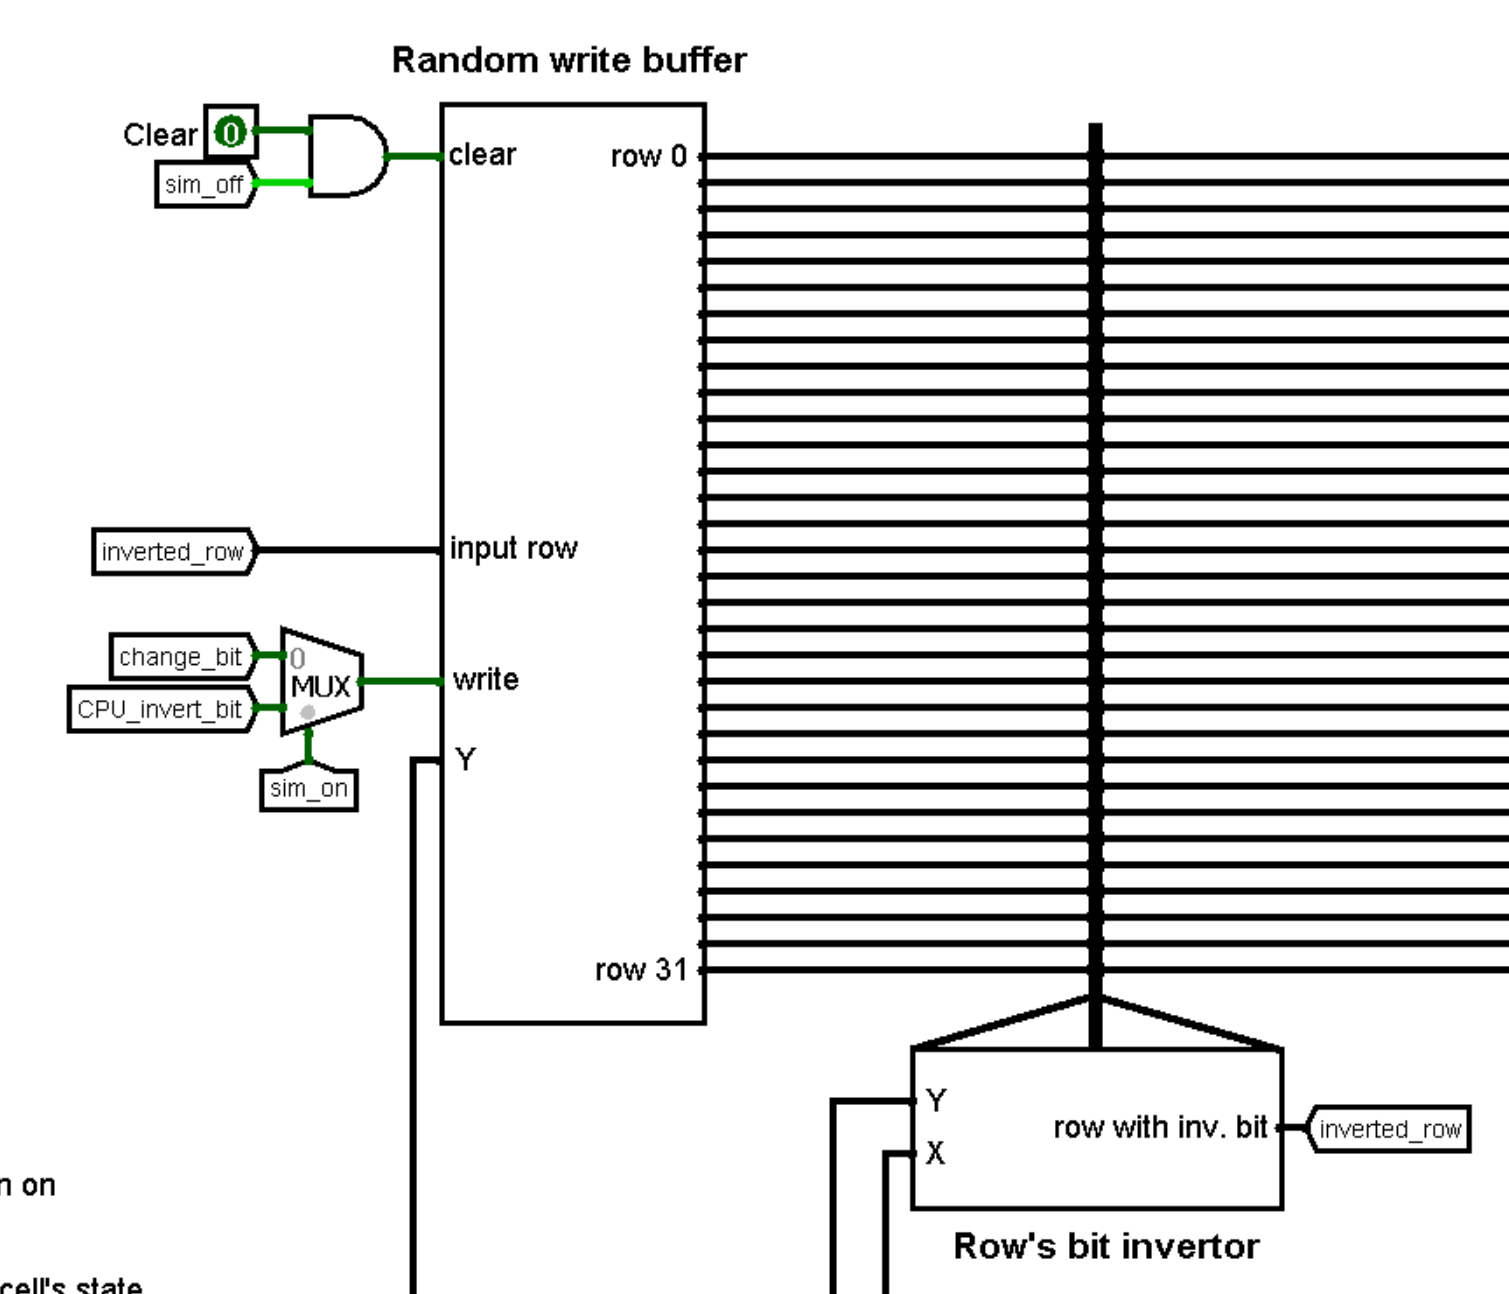 Random write buffer
Clear
0
sim_off
clear
row 0
inverted_row
input row
change_bit
0
MUX
CPU_invert_bit
write
sim_on
Y
row 31
Y
X
row with inv. bit
inverted_row
Row's bit invertor
n on
cell's state